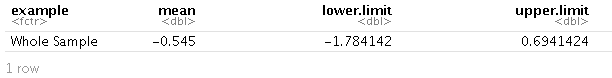 example mean lower.limit upper.limit
<fctr> <dbl> <dbl> <dbl>
Whole Sample −0.545 −1.784142 0.6941424
1 row